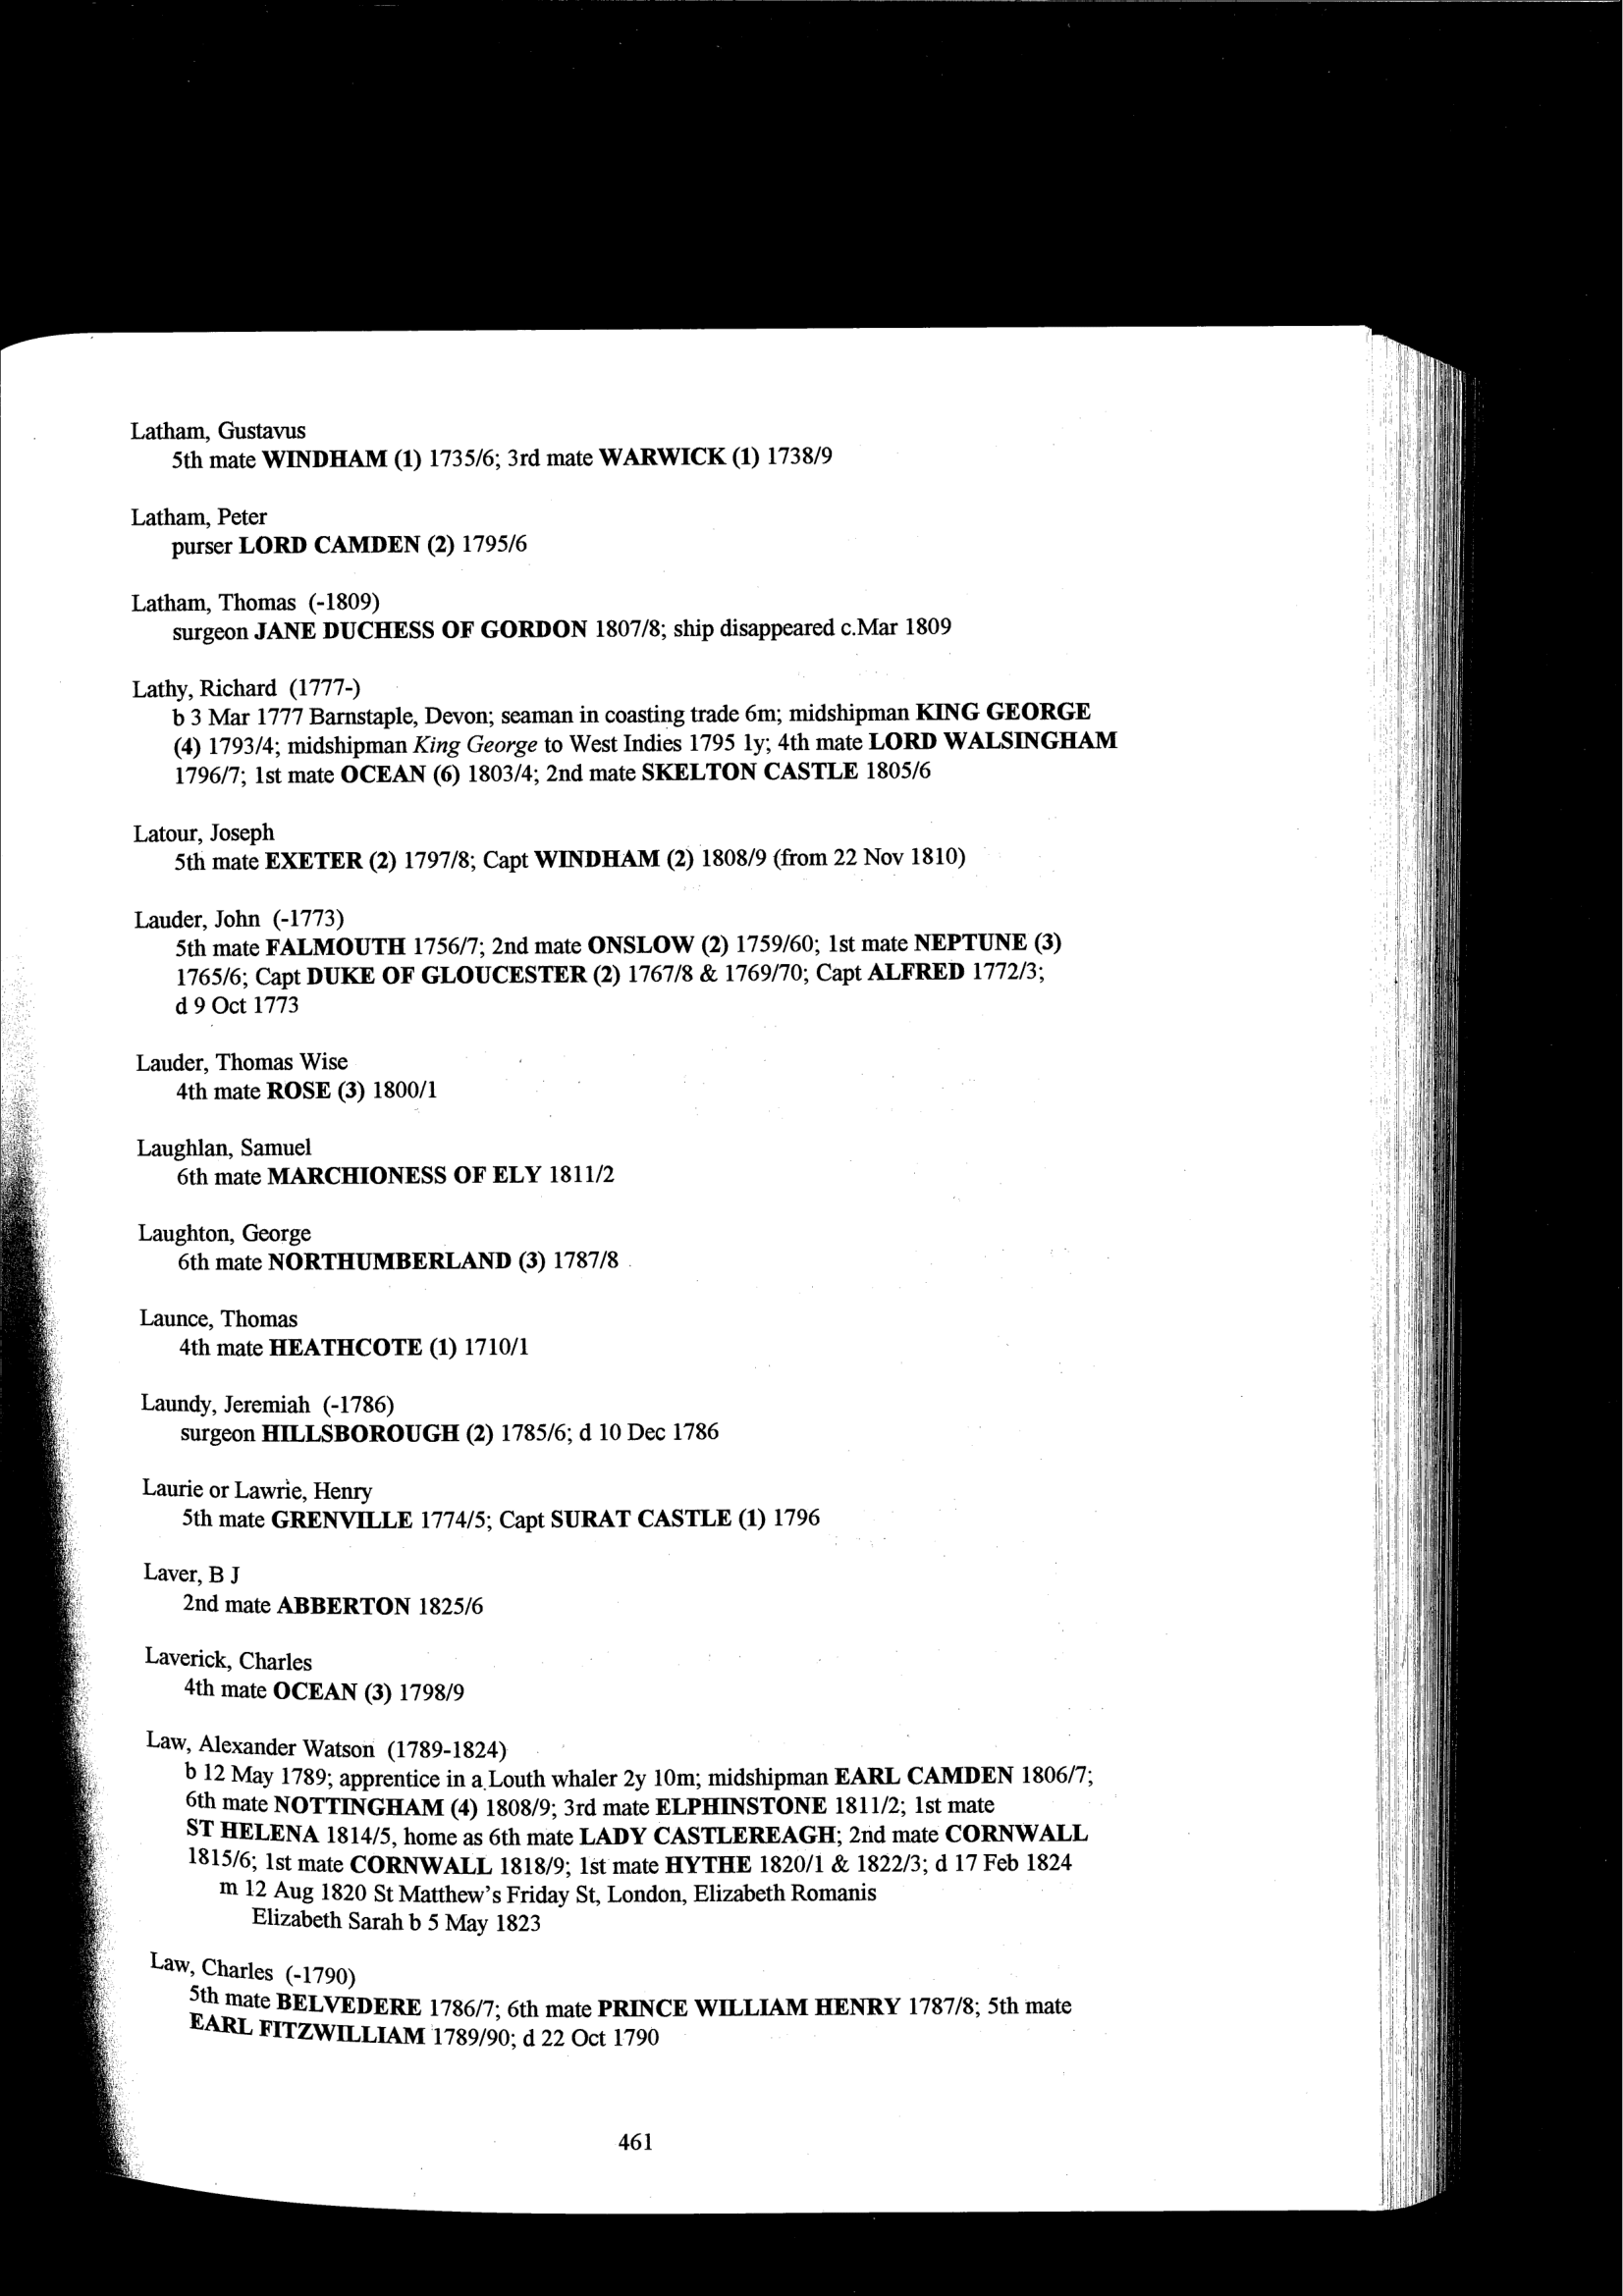 Latham, Gustavus
5th mate WINDHAM (1) 1735/6; 3rd mate WARWICK (1) 1738/9
Latham, Peter
purser LORD CAMDEN (2) 1795/6
Latham, Thomas (-1809)
surgeon JANE DUCHESS OF GORDON 1807/8; ship disappeared c.Mar 1809
Lathy, Richard (1777-)
b 3 Mar 1777 Barnstaple, Devon; seaman in coasting trade 6m; midshipman KING GEORGE
(4) 1793/4; midshipman King George to West Indies 1795 1y; 4th mate LORD WALSINGHAM
1796/7; 1st mate OCEAN (6) 1803/4; 2nd mate SKELTON CASTLE 1805/6
Latour, Joseph
5th mate EXETER (2) 1797/8; Capt WINDHAM (2) 1808/9 (from 22 Nov 1810)
Lauder, John (-1773)
5th mate FALMOUTH 1756/7; 2nd mate ONSLOW (2) 1759/60; 1st mate NEPTUNE (3)
1765/6; Capt DUKE OF GLOUCESTER (2) 1767/8 & 1769/70; Capt ALFRED 1772/3;
d 9 Oct 1773
Lauder, Thomas Wise
4th mate ROSE (3) 1800/1
Laughlan, Samuel
6th mate MARCHIONESS OF ELY 1811/2
Laughton, George
6th mate NORTHUMBERLAND (3) 1787/8
Launce, Thomas
4th mate HEATHCOTE (1) 1710/1
Laundy, Jeremiah (-1786)
surgeon HILLSBOROUGH (2) 1785/6; d 10 Dec 1786
Laurie or Lawrie, Henry
5th mate GRENVILLE 1774/5; Capt SURAT CASTLE (1) 1796
Laver, B J
2nd mate ABBERTON 1825/6
Laverick, Charles
4th mate OCEAN (3) 1798/9
Law, Alexander Watson (1789-1824)
b 12 May 1789; apprentice in a Louth whaler 2y 10m; midshipman EARL CAMDEN 1806/7;
6th mate NOTTINGHAM (4) 1808/9; 3rd mate ELPHINSTONE 1811/2; 1st mate
ST HELENA 1814/5, home as 6th mate LADY CASTLEREAGH; 2nd mate CORNWALL
1815/6; 1st mate CORNWALL 1818/9; 1st mate HYTHE 1820/1 & 1822/3; d 17 Feb 1824
m 12 Aug 1820 St Matthew's Friday St, London, Elizabeth Romanis
Elizabeth Sarah b 5 May 1823
Law, Charles (-1790)
5th mate BELVEDERE 1786/7; 6th mate PRINCE WILLIAM HENRY 1787/8; 5th mate
EARL FITZWILLIAM 1789/90; d 22 Oct 1790
461